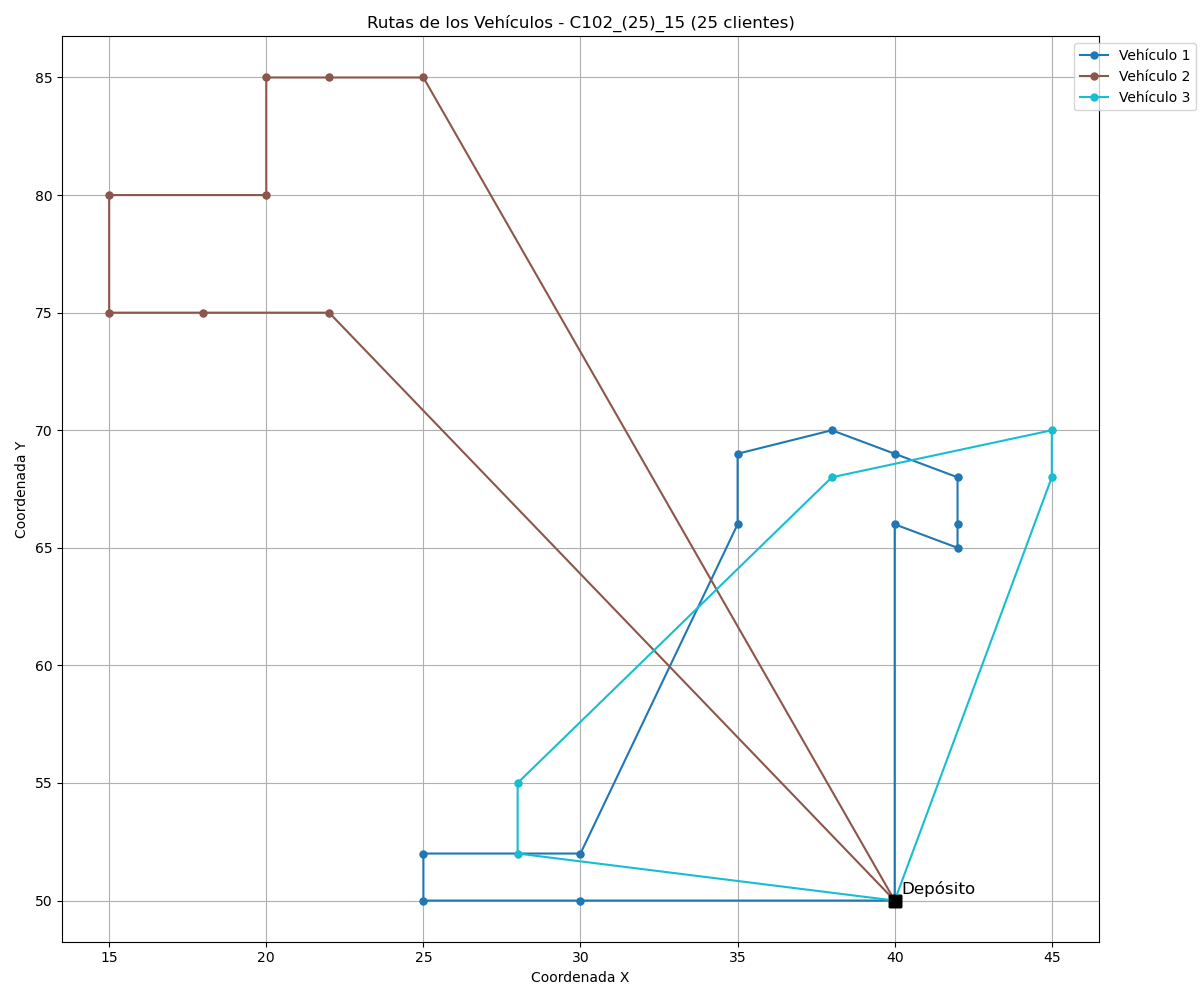 Rutas de los Vehículos - C102_(25)_15 (25 clientes)
Vehículo 1
Vehículo 2
Vehículo 3
Coordenada Y
85
80
75
70
65
60
55
50
Depósito
15
20
25
30
35
40
45
Coordenada X